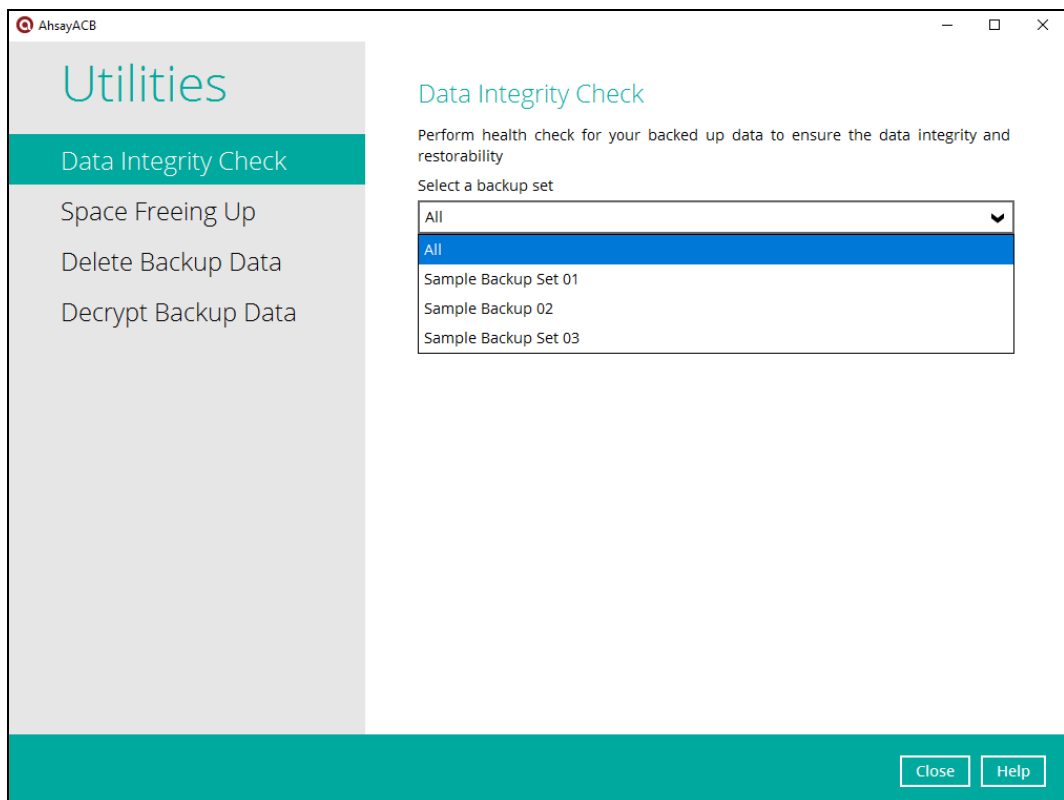 AhsayACB
Utilities
Data Integrity Check
Space Freeing Up
Delete Backup Data
Decrypt Backup Data
Data Integrity Check
Perform health check for your backed up data to ensure the data integrity and
restorability
Select a backup set
All
All
Sample Backup Set 01
Sample Backup 02
Sample Backup Set 03
Close
Help